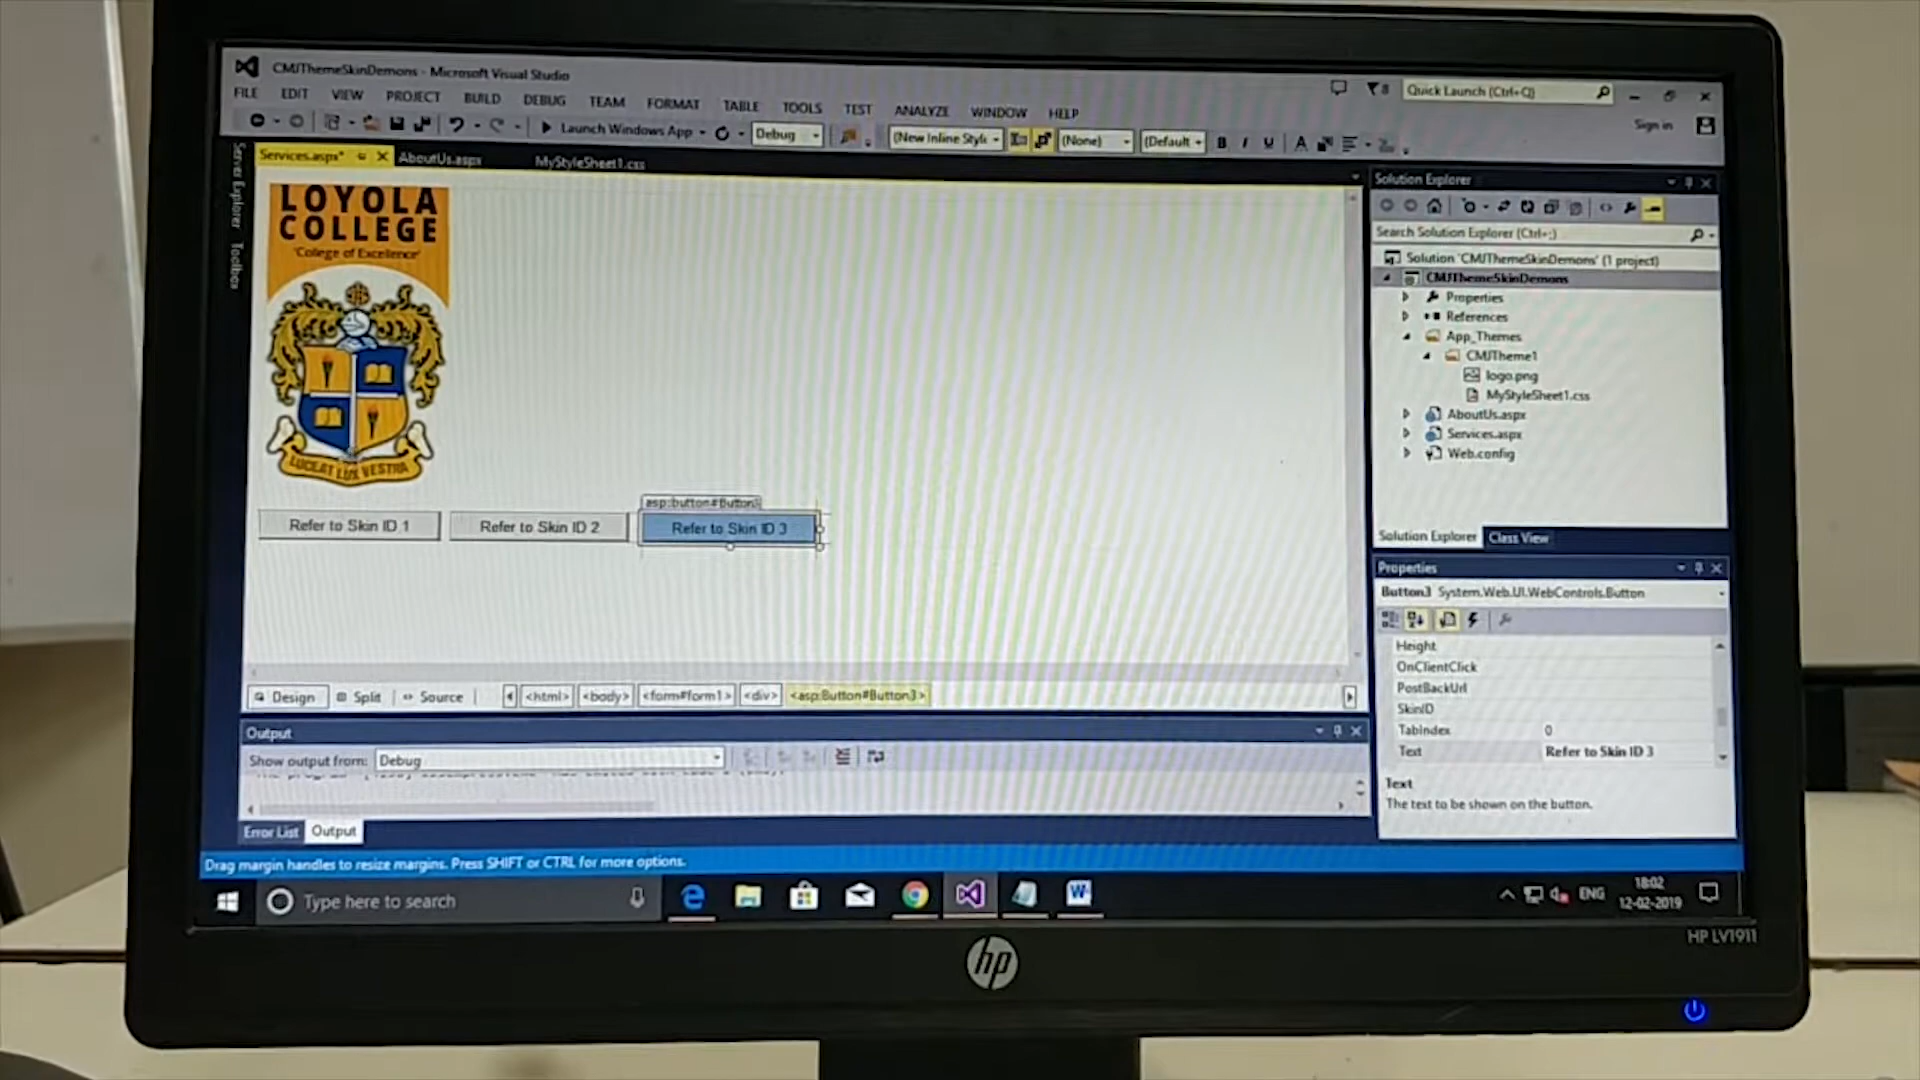 CMJThemeSkinDemons - Microsoft Visual Studio
Quick Launch (Ctrl+Q)
FILE EDIT VIEW PROJECT BUILD DEBUG TEAM FORMAT TABLE TOOLS TEST ANALYZE WINDOW HELP
Sign in
Launch Windows App Debug (New Inline Style (None) (Default B I U A
Services.aspx* AboutUs.aspx MyStyleSheet1.css
Server Explorer Toolbox
LOYOLA
COLLEGE
'College of Excellence'
LUCEAT LUX VESTRA
asp:button#Button3
Refer to Skin ID 1 Refer to Skin ID 2 Refer to Skin ID 3
Design Split Source <html> <body> <form#form1> <div> <asp:Button#Button3>
Output
Show output from: Debug
Error List Output
Drag margin handles to resize margins. Press SHIFT or CTRL for more options.
Solution Explorer
Search Solution Explorer (Ctrl+;)
Solution 'CMJThemeSkinDemons' (1 project)
CMJThemeSkinDemons
Properties
References
App_Themes
CMJTheme1
logo.png
MyStyleSheet1.css
AboutUs.aspx
Services.aspx
Web.config
Solution Explorer Class View
Properties
Button3 System.Web.UI.WebControls.Button
Height
OnClientClick
PostBackUrl
SkinID
TabIndex 0
Text Refer to Skin ID 3
Text
The text to be shown on the button.
Type here to search
ENG
18:02
12-02-2019
HP LV1911
hp